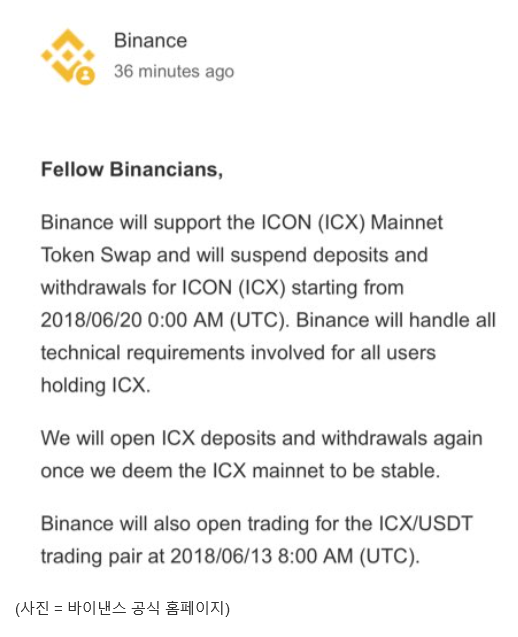 Binance
36 minutes ago
Fellow Binancians,
Binance will support the ICON (ICX) Mainnet
Token Swap and will suspend deposits and
withdrawals for ICON (ICX) starting from
2018/06/20 0:00 AM (UTC). Binance will handle all
technical requirements involved for all users
holding ICX.
We will open ICX deposits and withdrawals again
once we deem the ICX mainnet to be stable.
Binance will also open trading for the ICX/USDT
trading pair at 2018/06/13 8:00 AM (UTC).
(사진 = 바이낸스 공식 홈페이지)